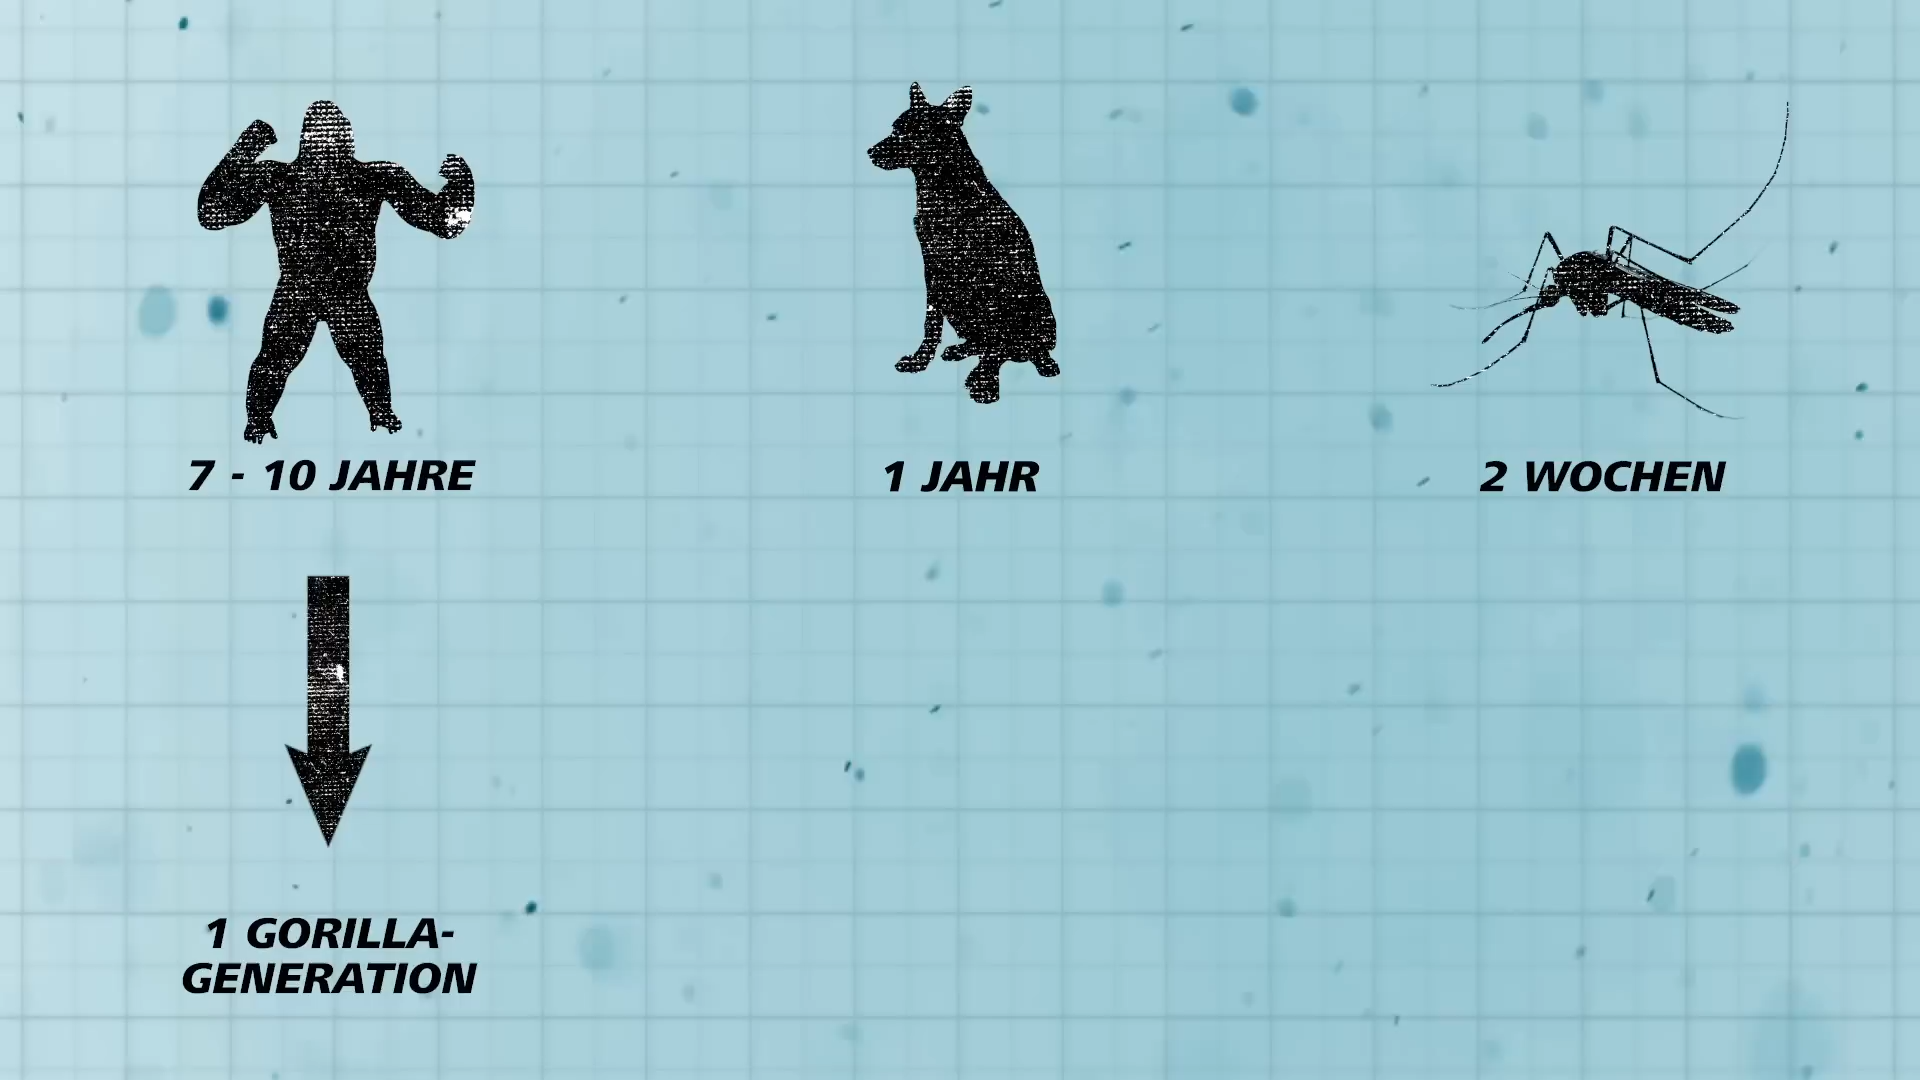 7 - 10 JAHRE
1 JAHR
2 WOCHEN
1 GORILLA-
GENERATION